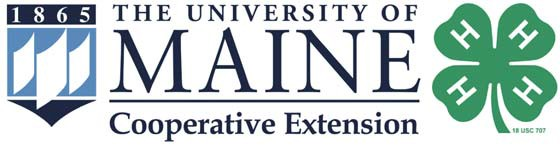 1865
THE UNIVERSITY OF
MAINE
Cooperative Extension
H H
H H
18 USC 707